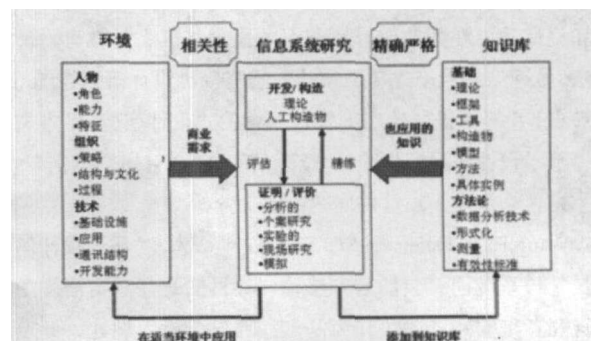 环境
相关性
信息系统研究
精确严格
知识库
人物
•角色
•能力
•特征
组织
•策略
•结构与文化
•过程
技术
•基础设施
•应用
•通讯结构
•开发能力
商业
需求
开发/构造
理论
人工构造物
评估
精练
证明/评价
•分析的
•个案研究
•实验的
•现场研究
•模拟
也应用的
知识
基础
•理论
•框架
•工具
•构造物
•模型
•方法
•具体实例
方法论
•数据分析技术
•形式化
•测量
•有效性标准
在适当环境中应用
添加到知识库